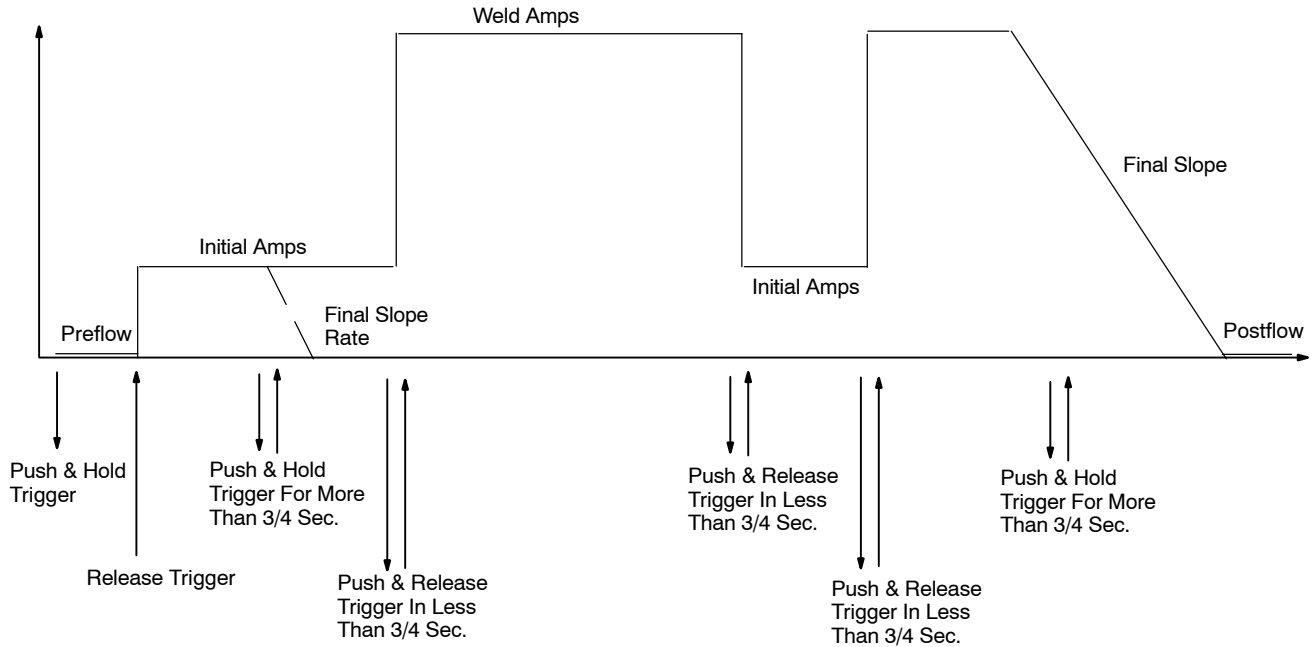 Weld Amps
Final Slope
Initial Amps
Initial Amps
Final Slope
Rate
Preflow
Postflow
Push & Hold
Trigger
Release Trigger
Push & Hold
Trigger For More
Than 3/4 Sec.
Push & Release
Trigger In Less
Than 3/4 Sec.
Push & Release
Trigger In Less
Than 3/4 Sec.
Push & Release
Trigger In Less
Than 3/4 Sec.
Push & Hold
Trigger For More
Than 3/4 Sec.